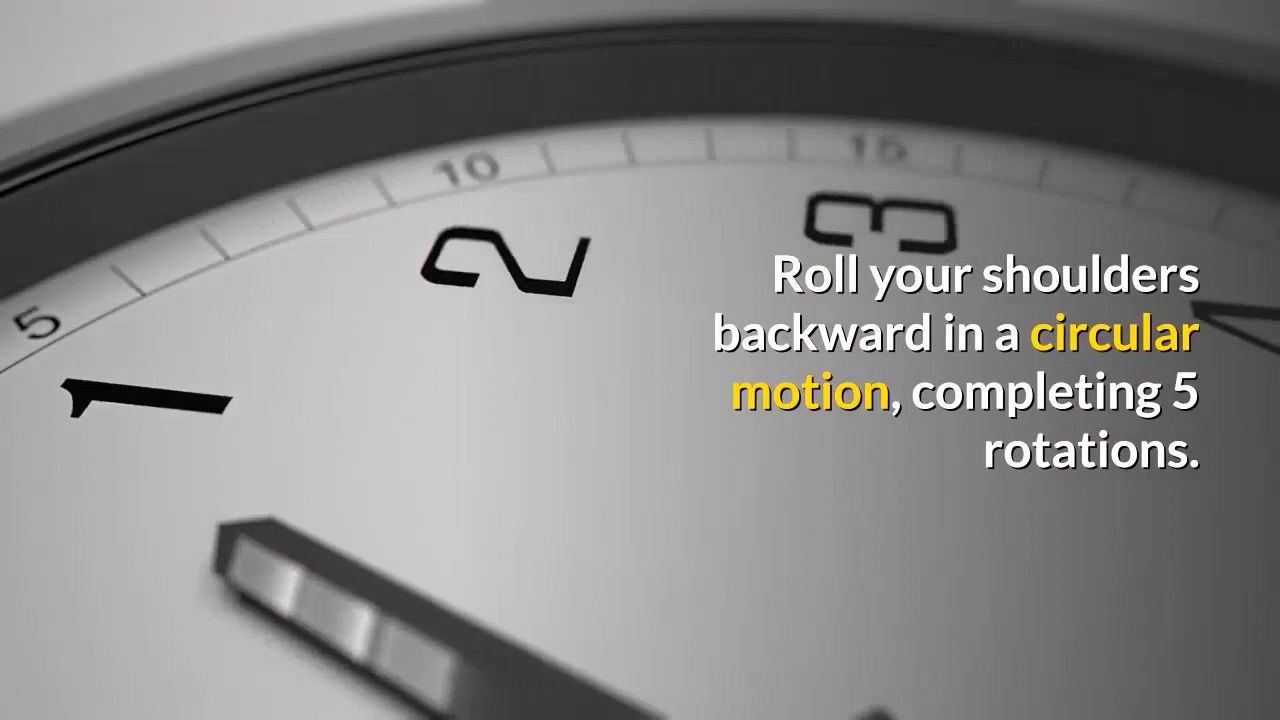 10
15
5
2
3
1
Roll your shoulders
backward in a circular
motion, completing 5
rotations.